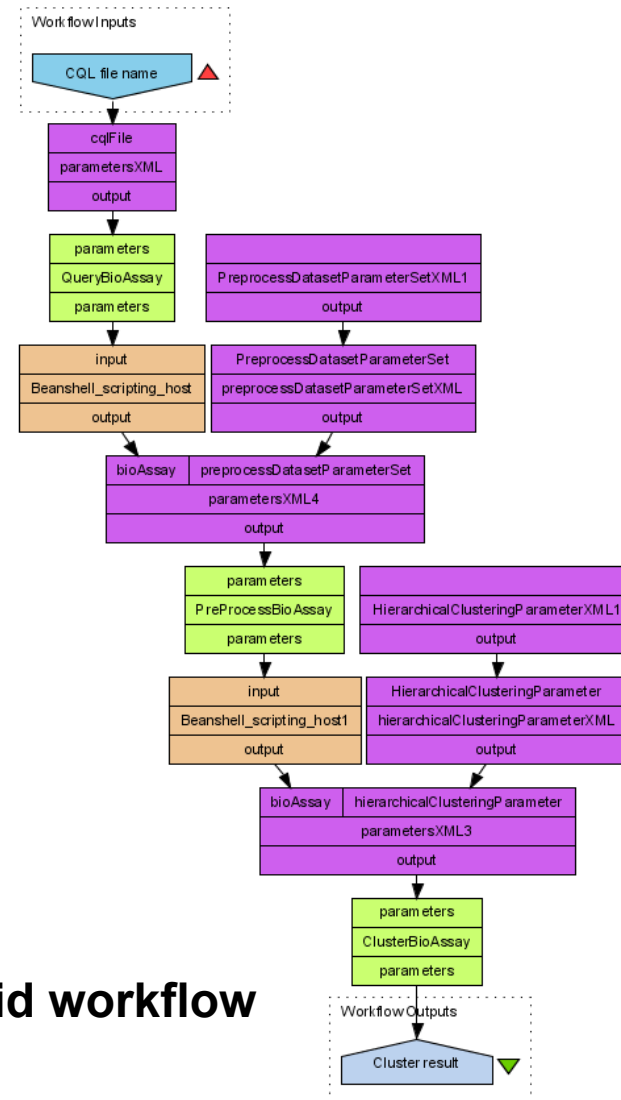 Workflow Inputs
CQL file name
cqlFile
parametersXML
output
parameters
QueryBioAssay
parameters
PreprocessDatasetParameterSetXML1
output
input
Beanshell_scripting_host
output
PreprocessDatasetParameterSet
preprocessDatasetParameterSetXML
output
bioAssay preprocessDatasetParameterSet
parametersXML4
output
parameters
PreProcessBioAssay
parameters
HierarchicalClusteringParameterXML1
output
input
Beanshell_scripting_host1
output
HierarchicalClusteringParameter
hierarchicalClusteringParameterXML
output
bioAssay hierarchicalClusteringParameter
parametersXML3
output
parameters
ClusterBioAssay
parameters
id workflow
Workflow Outputs
Cluster result